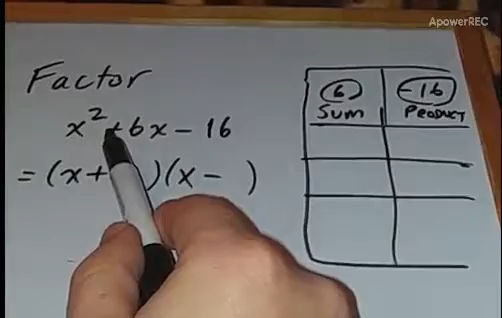 ApowerREC
Factor
x² + 6x - 16
= (x+ )(x - )
6 -16
Sum PRODUCT